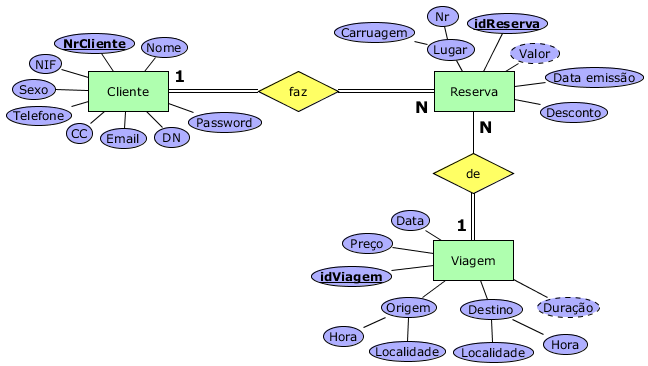 Nr
idReserva
Carruagem
NrCliente
Nome
Lugar
Valor
NIF
1
Data emissão
Sexo
Cliente
faz
Reserva
N
Telefone
Password
Desconto
CC
Email
DN
N
de
Data
1
Preço
idViagem
Viagem
Origem
Destino
Duração
Hora
Localidade
Localidade
Hora